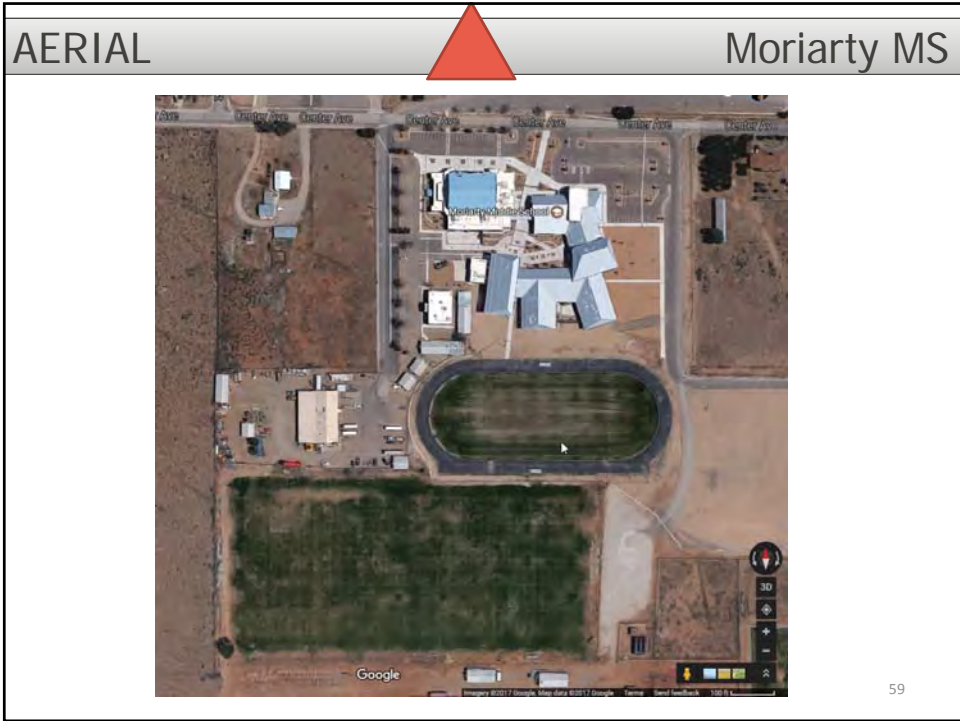 AERIAL Moriarty MS
Center Ave Center Ave Center Ave Center Ave Center Ave
Moriarty Middle School
3D
+
−
Google
Imagery ©2017 Google, Map data ©2017 Google Terms Send feedback 100 ft
59